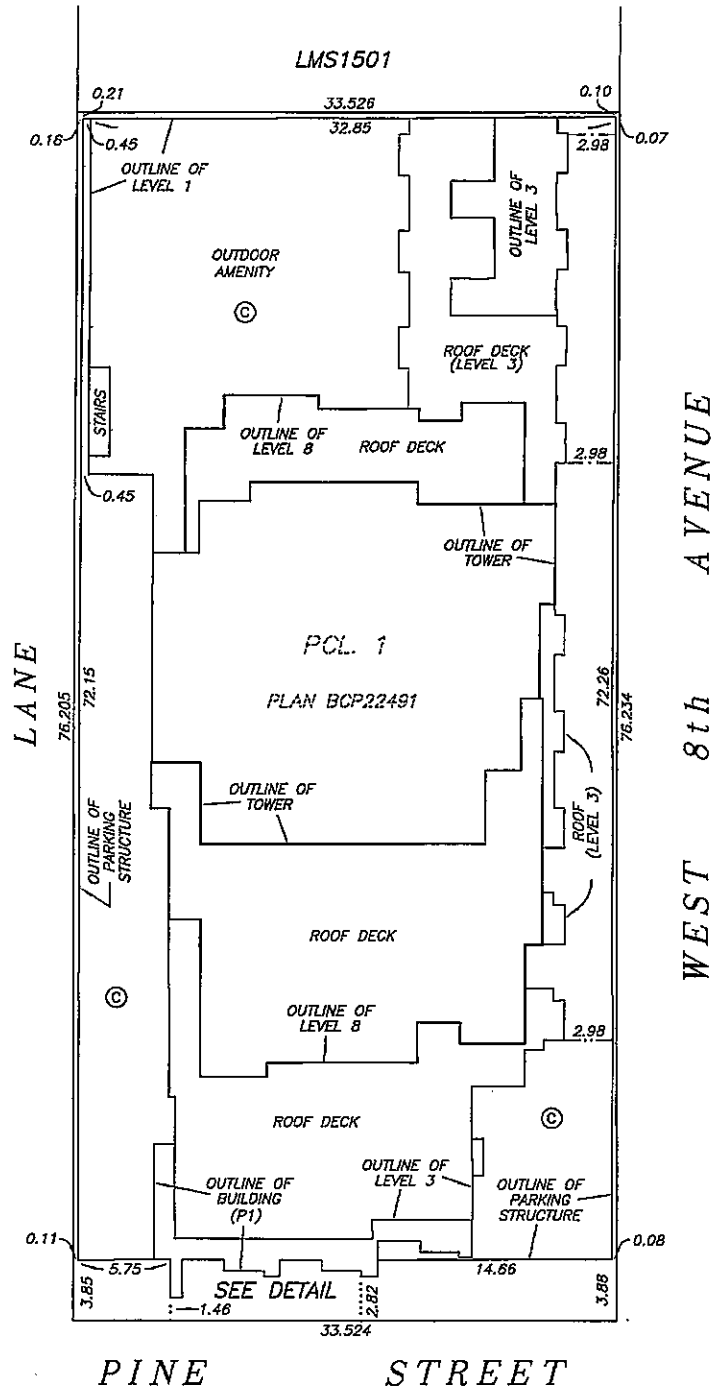 LMS1501
0.21
33.526
0.10
0.16
0.45
32.85
2.98
0.07
OUTLINE OF
LEVEL 1
OUTLINE OF
LEVEL 3
OUTDOOR
AMENITY
C
ROOF DECK
(LEVEL 3)
STAIRS
OUTLINE OF
LEVEL 8
ROOF DECK
2.98
0.45
OUTLINE OF
TOWER
PCL. 1
PLAN BCP22491
LANE
76.205
72.15
72.26
76.234
WEST 8th AVENUE
OUTLINE OF
TOWER
ROOF
(LEVEL 3)
OUTLINE OF
PARKING
STRUCTURE
ROOF DECK
C
OUTLINE OF
LEVEL 8
2.98
C
ROOF DECK
OUTLINE OF
BUILDING
(P1)
OUTLINE OF
LEVEL 3
OUTLINE OF
PARKING
STRUCTURE
0.11
5.75
14.66
0.08
3.85
SEE DETAIL
1.46
2.82
3.88
33.524
PINE STREET